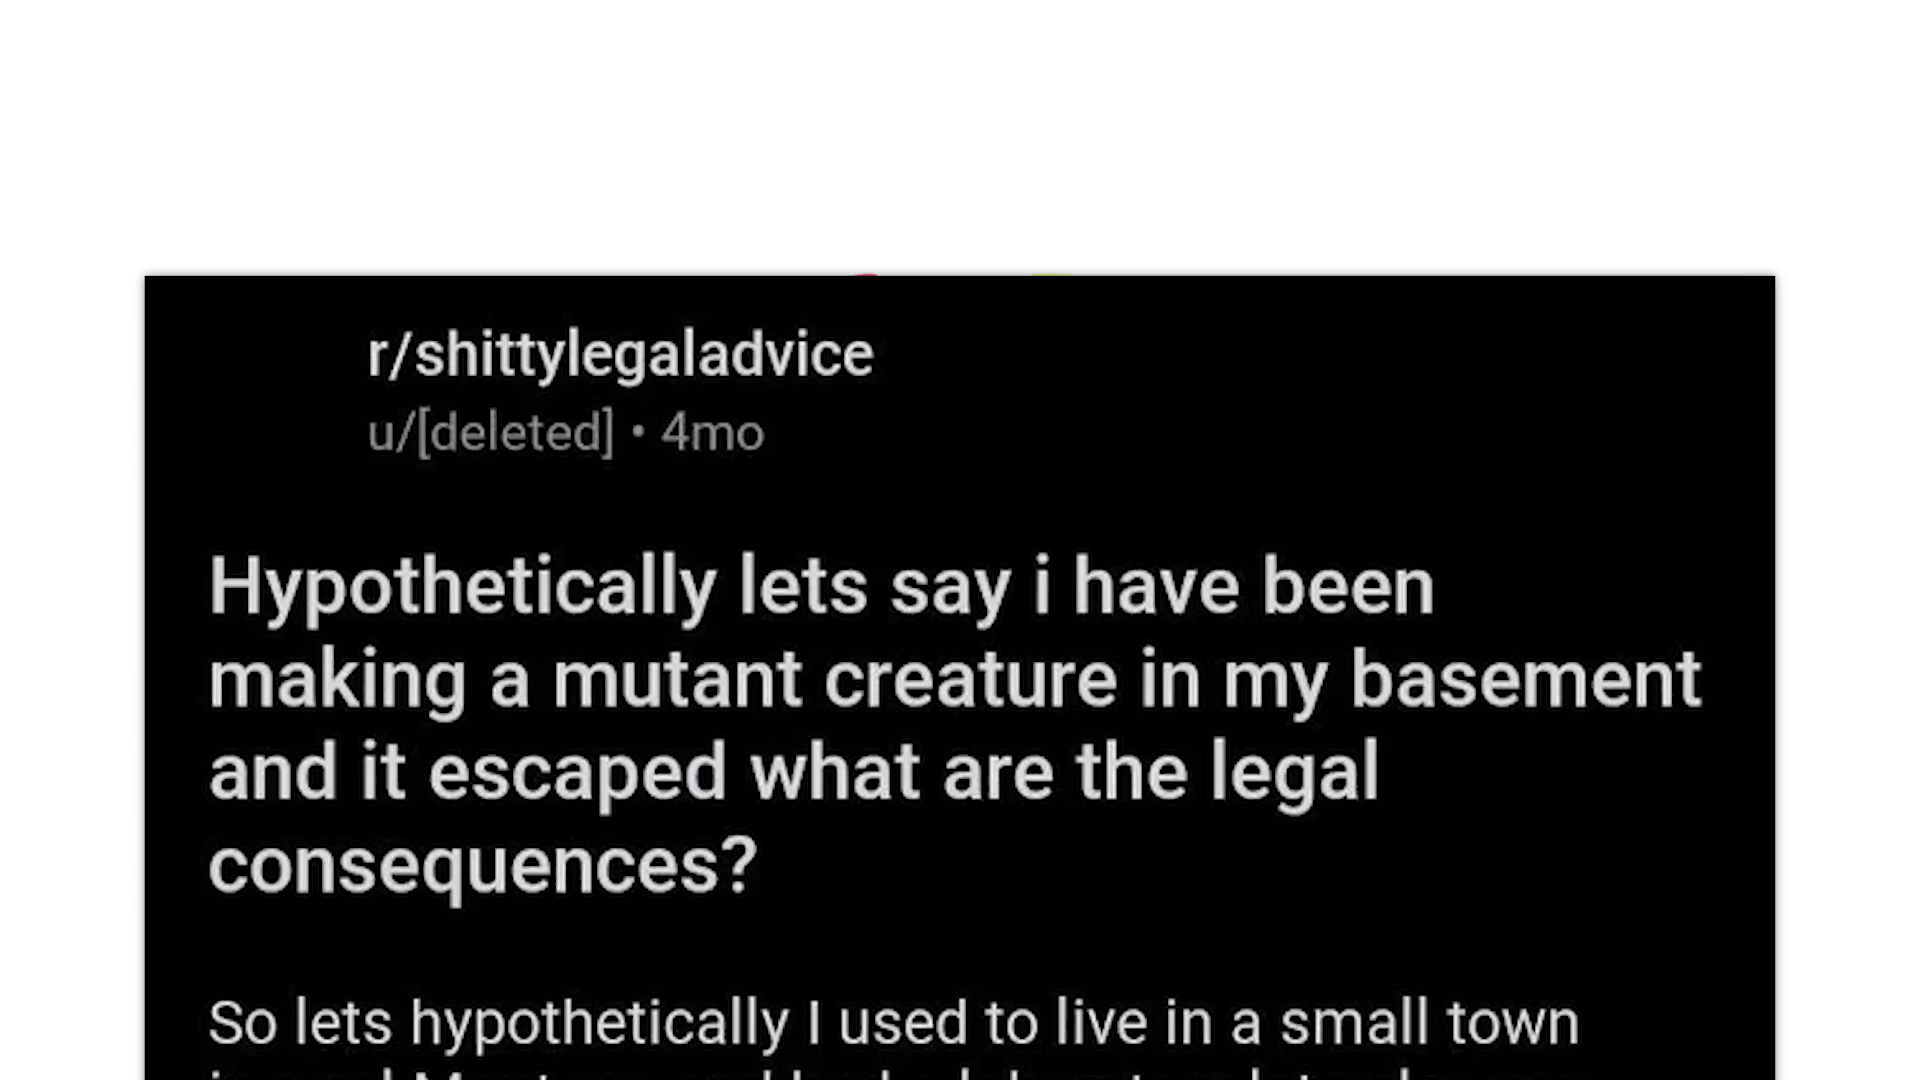 r/shittylegaladvice
u/[deleted] • 4mo
Hypothetically lets say i have been
making a mutant creature in my basement
and it escaped what are the legal
consequences?
So lets hypothetically I used to live in a small town